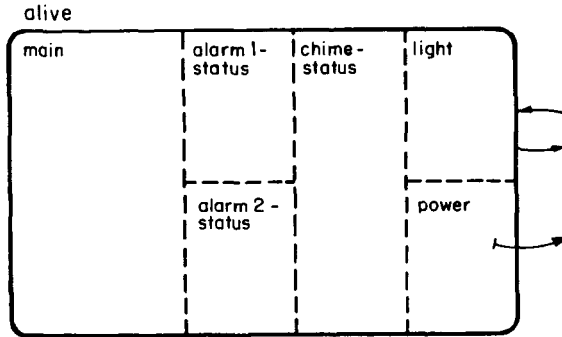 alive
main
alarm 1-
status
chime-
status
light
alarm 2-
status
power